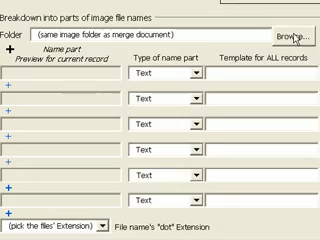 Breakdown into parts of image file names
Folder (same image folder as merge document) Browse...
+ Name part
Preview for current record Type of name part Template for ALL records
Text
+
Text
+
Text
+
Text
+
Text
+
Text
+
(pick the files' Extension) File name's "dot" Extension